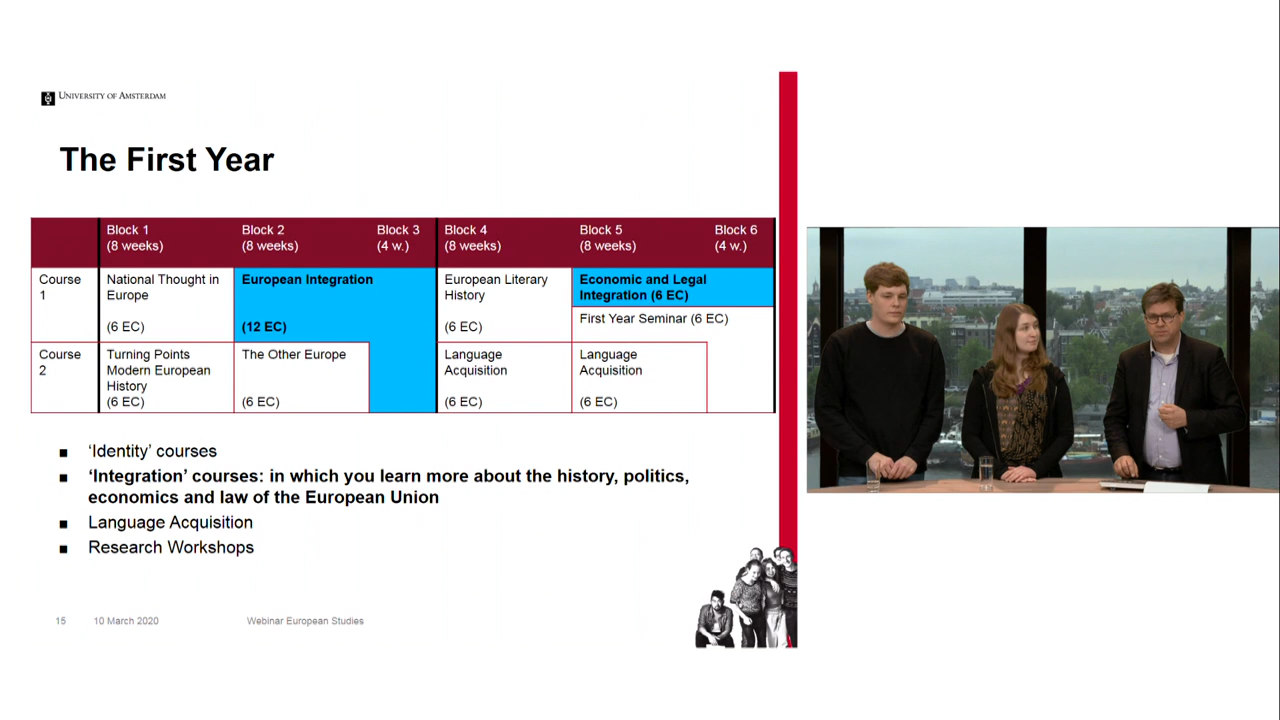 UNIVERSITY OF AMSTERDAM
The First Year
Block 1
(8 weeks)
Block 2
(8 weeks)
Block 3
(4 w.)
Block 4
(8 weeks)
Block 5
(8 weeks)
Block 6
(4 w.)
Course
1
National Thought in
Europe
(6 EC)
European Integration
(12 EC)
European Literary
History
(6 EC)
Economic and Legal
Integration (6 EC)
First Year Seminar (6 EC)
Course
2
Turning Points
Modern European
History
(6 EC)
The Other Europe
(6 EC)
Language
Acquisition
(6 EC)
Language
Acquisition
(6 EC)
‘Identity’ courses
‘Integration’ courses: in which you learn more about the history, politics,
economics and law of the European Union
Language Acquisition
Research Workshops
15 10 March 2020 Webinar European Studies